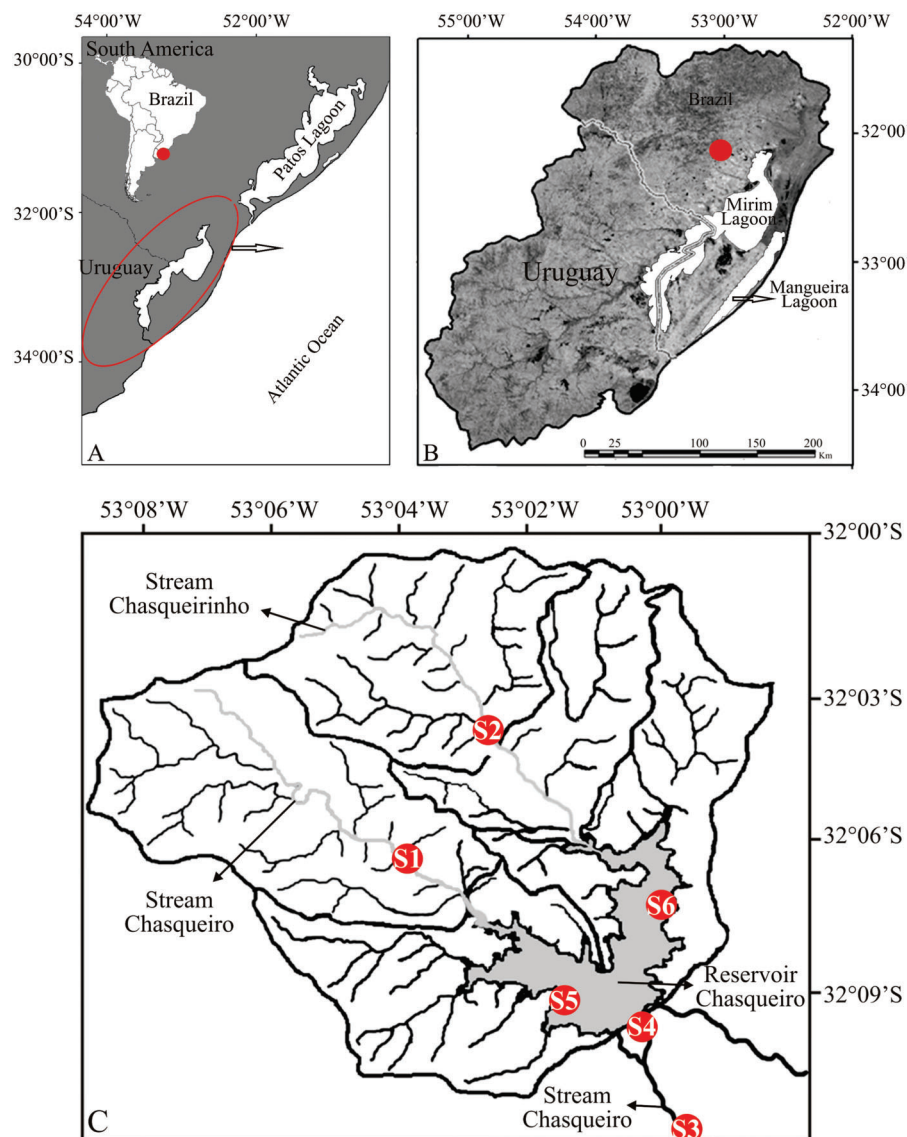 54°00'W
52°00'W
30°00'S
South America
Brazil
Patos Lagoon
32°00'S
Uruguay
34°00'S
Atlantic Ocean
A
55°00'W
54°00'W
53°00'W
52°00'W
Brazil
32°00'
Mirim
Lagoon
Uruguay
33°00'S
Mangueira
Lagoon
34°00'S
0 25 50 100 150 200
Km
B
53°08'W
53°06'W
53°04'W
53°02'W
53°00'W
32°00'S
Stream
Chasqueirinho
32°03'S
S2
32°06'S
S1
Stream
Chasqueiro
S6
Reservoir
Chasqueiro
32°09'S
S5
S4
Stream
Chasqueiro
S3
C